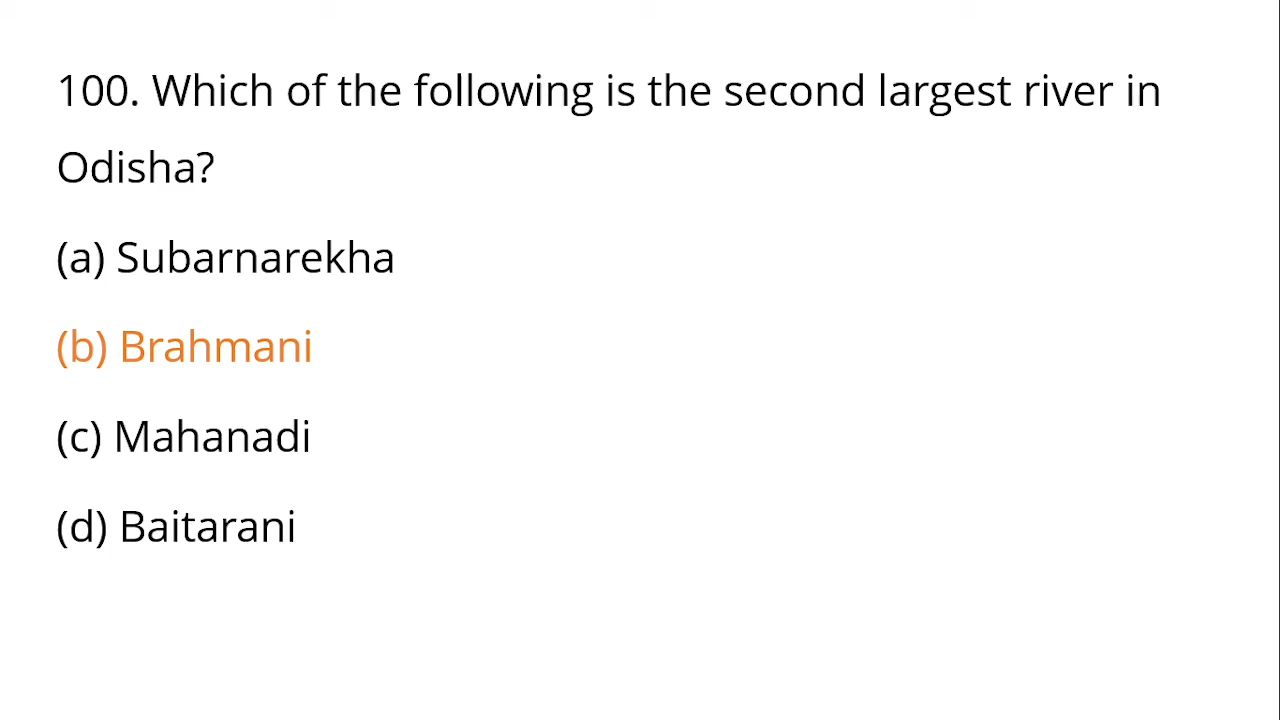 100. Which of the following is the second largest river in
Odisha?
(a) Subarnarekha
(b) Brahmani
(c) Mahanadi
(d) Baitarani